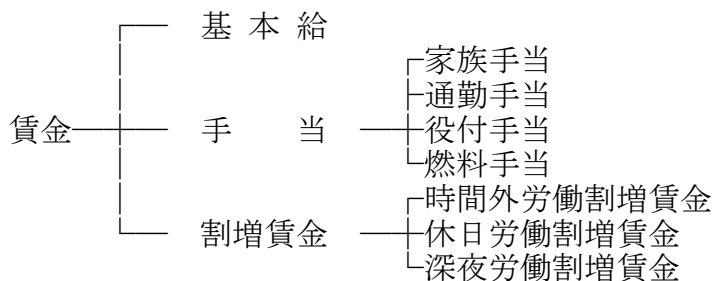 基本給
家族手当
通勤手当
賃金 手当 役付手当
燃料手当
時間外労働割増賃金
割増賃金 休日労働割増賃金
深夜労働割増賃金